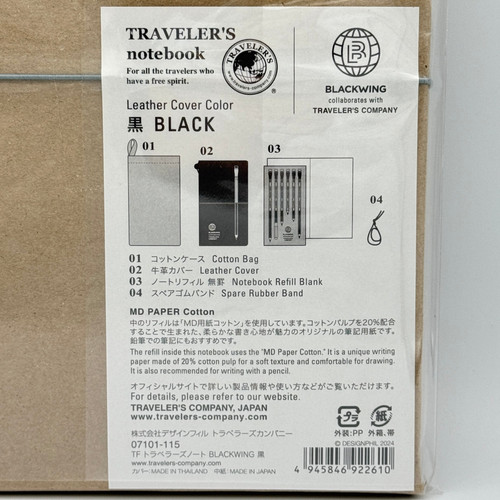 TRAVELER'S
notebook
For all the travelers who
have a free spirit.
TRAVELER'S
www.travelers-company.com
®
BLACKWING
collaborates with
TRAVELER'S COMPANY
Leather Cover Color
黒 BLACK
01
02
03
04
01 コットンケース Cotton Bag
02 牛革カバー Leather Cover
03 ノートリフィル 無罫 Notebook Refill Blank
04 スペアゴムバンド Spare Rubber Band
MD PAPER Cotton
中のリフィルは「MD用紙コットン」を使用しています。コットンパルプを20%配合
することで生まれた、柔らかな書き心地が魅力のオリジナルの筆記用紙です。
鉛筆での筆記にもおすすめです。
The refill inside this notebook uses the "MD Paper Cotton." It is a unique writing
paper made of 20% cotton pulp for a soft texture and comfortable for drawing.
It is also recommended for writing with a pencil.
オフィシャルサイトで詳しい製品情報や使い方などがご覧いただけます。
For details, please refer to our website.
TRAVELER'S COMPANY, JAPAN
www.travelers-company.com
プラ
紙
外装:PP
外箱、帯
株式会社デザインフィル トラベラーズカンパニー
© DESIGNPHIL 2024
07101-115
TF トラベラーズノート BLACKWING 黒
www.travelers-company.com
カバー:MADE IN THAILAND 中紙:MADE IN JAPAN
4 945846 922610